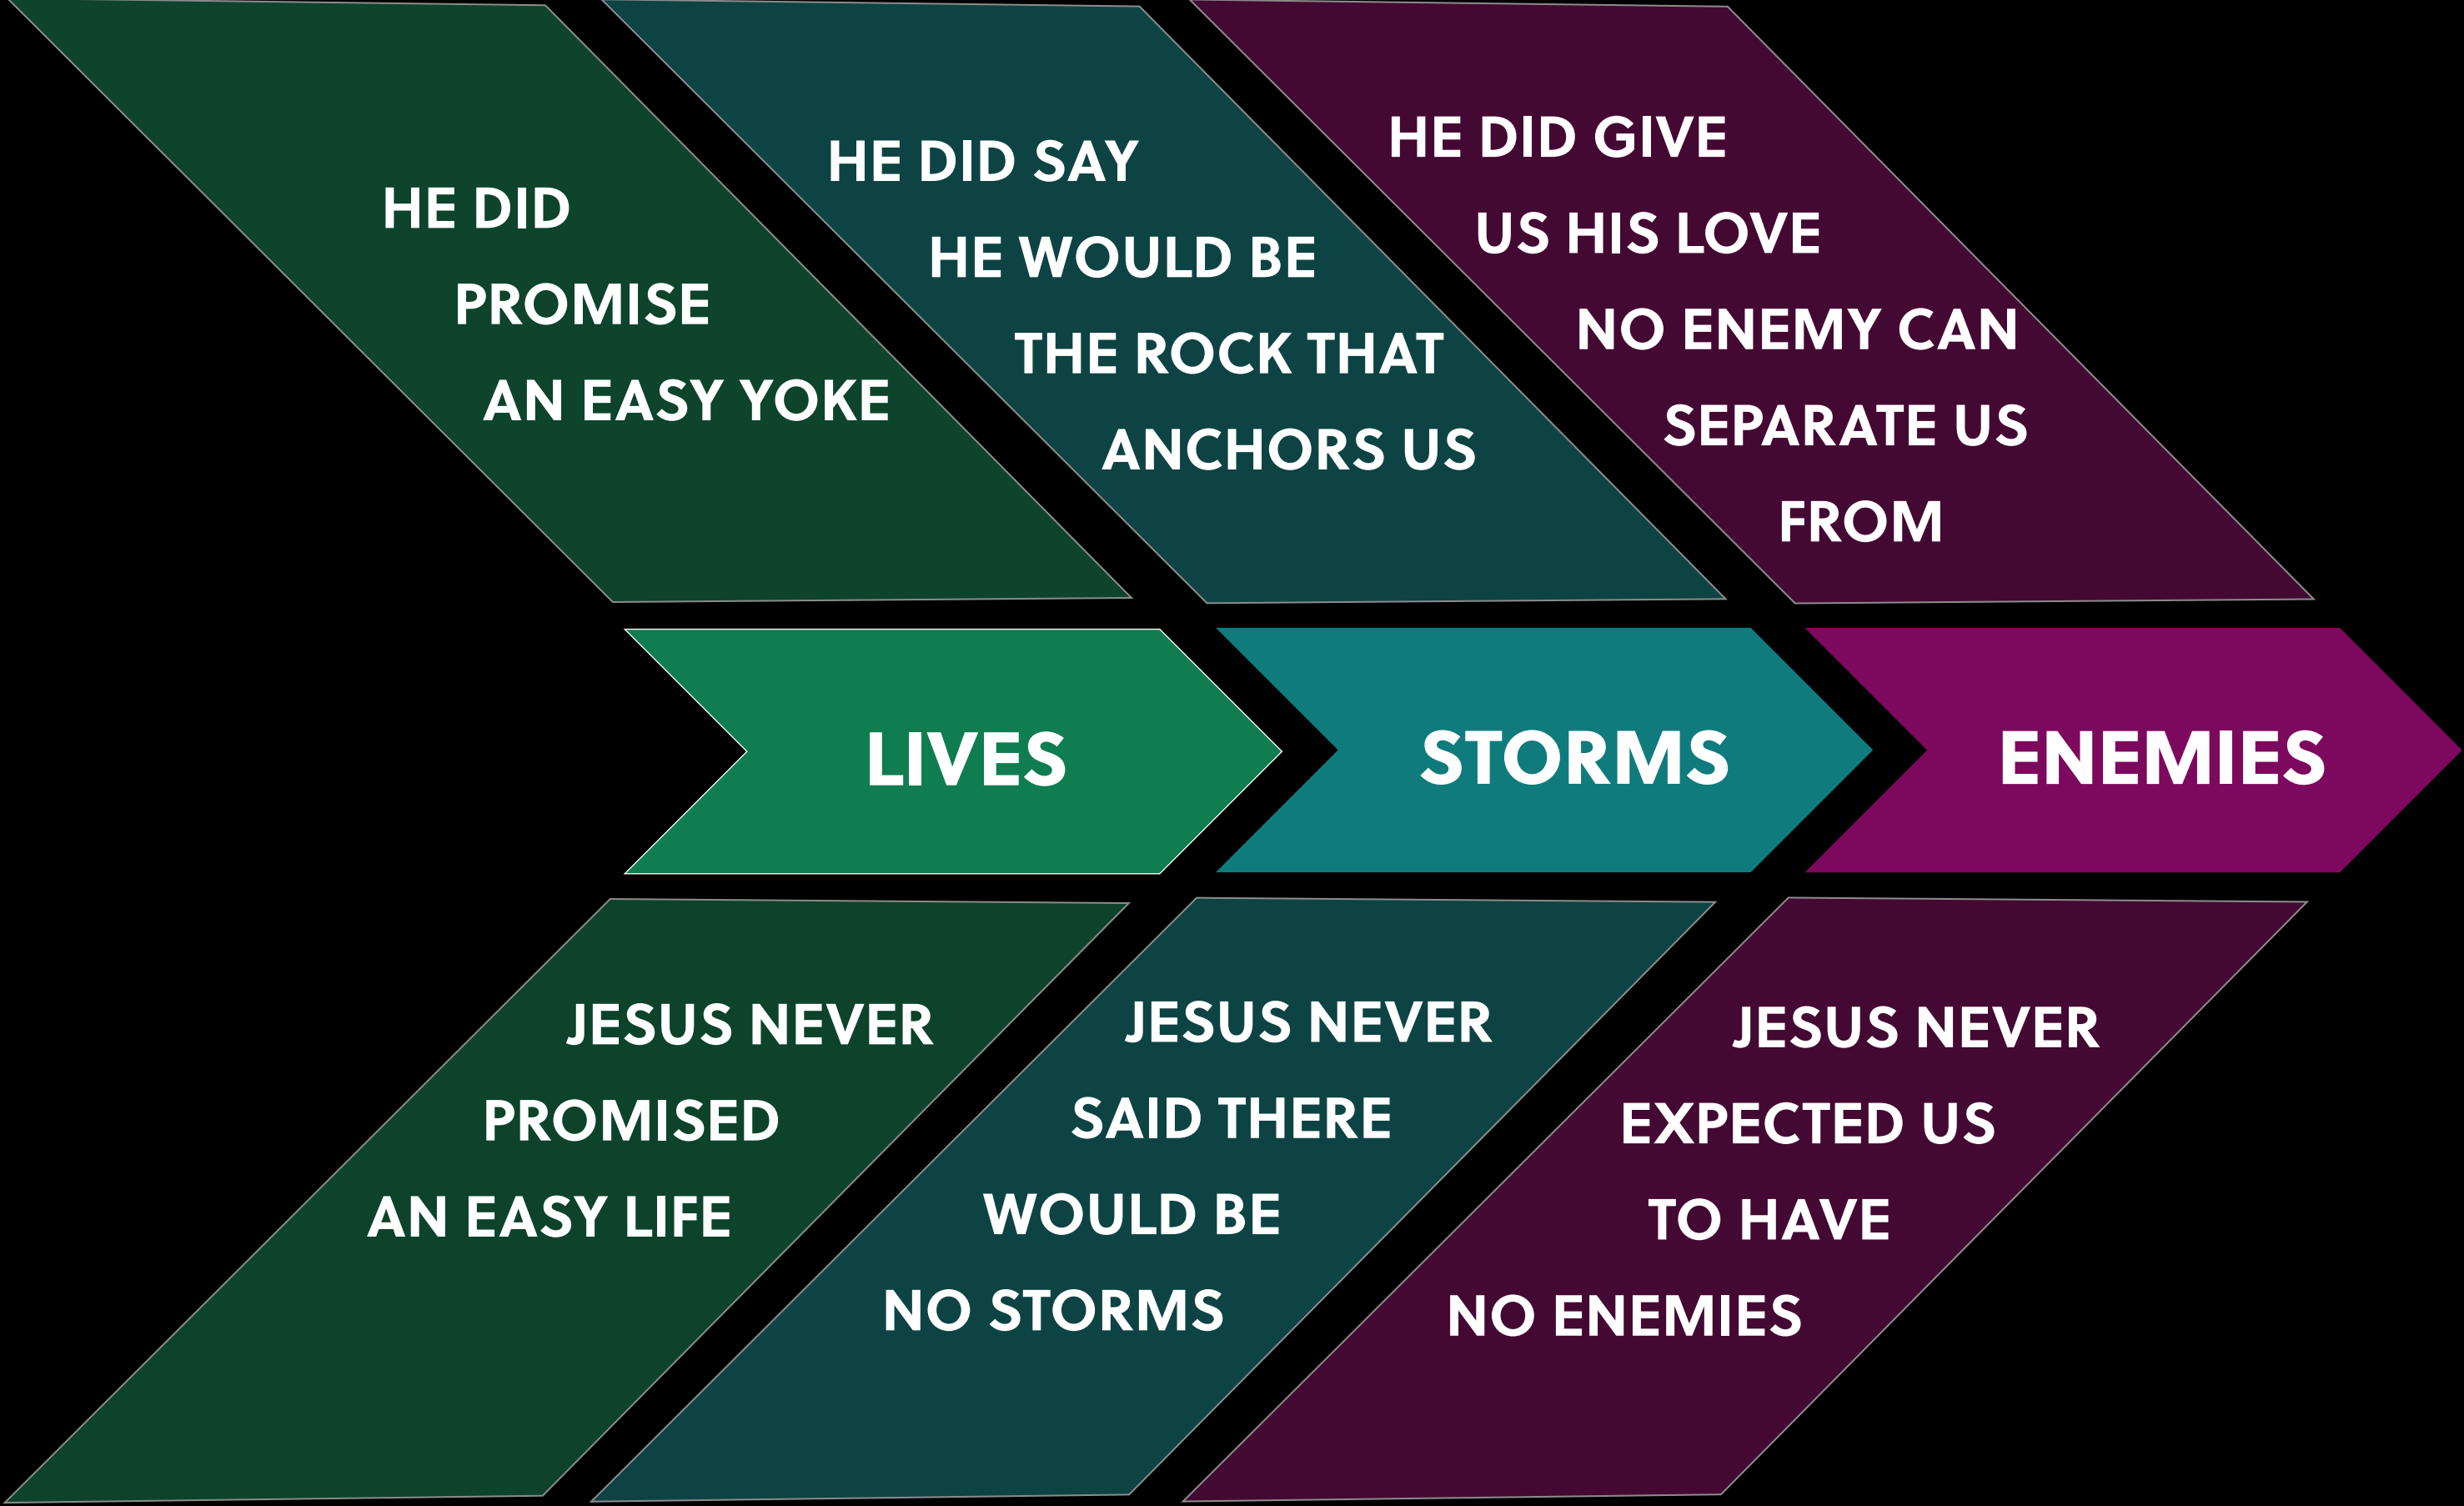 HE DID
PROMISE
AN EASY YOKE
HE DID SAY
HE WOULD BE
THE ROCK THAT
ANCHORS US
HE DID GIVE
US HIS LOVE
NO ENEMY CAN
SEPARATE US
FROM
LIVES
STORMS
ENEMIES
JESUS NEVER
PROMISED
AN EASY LIFE
JESUS NEVER
SAID THERE
WOULD BE
NO STORMS
JESUS NEVER
EXPECTED US
TO HAVE
NO ENEMIES